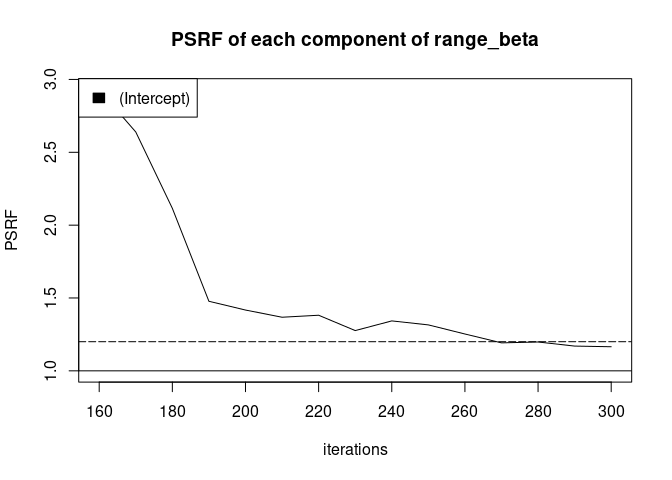 PSRF of each component of range_beta
(Intercept)
3.0
2.5
2.0
1.5
1.0
PSRF
160 180 200 220 240 260 280 300
iterations